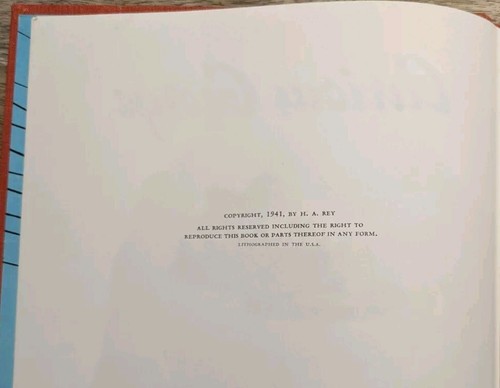 COPYRIGHT, 1941, BY H. A. REY
ALL RIGHTS RESERVED INCLUDING THE RIGHT TO
REPRODUCE THIS BOOK OR PARTS THEREOF IN ANY FORM.
LITHOGRAPHED IN THE U.S.A.